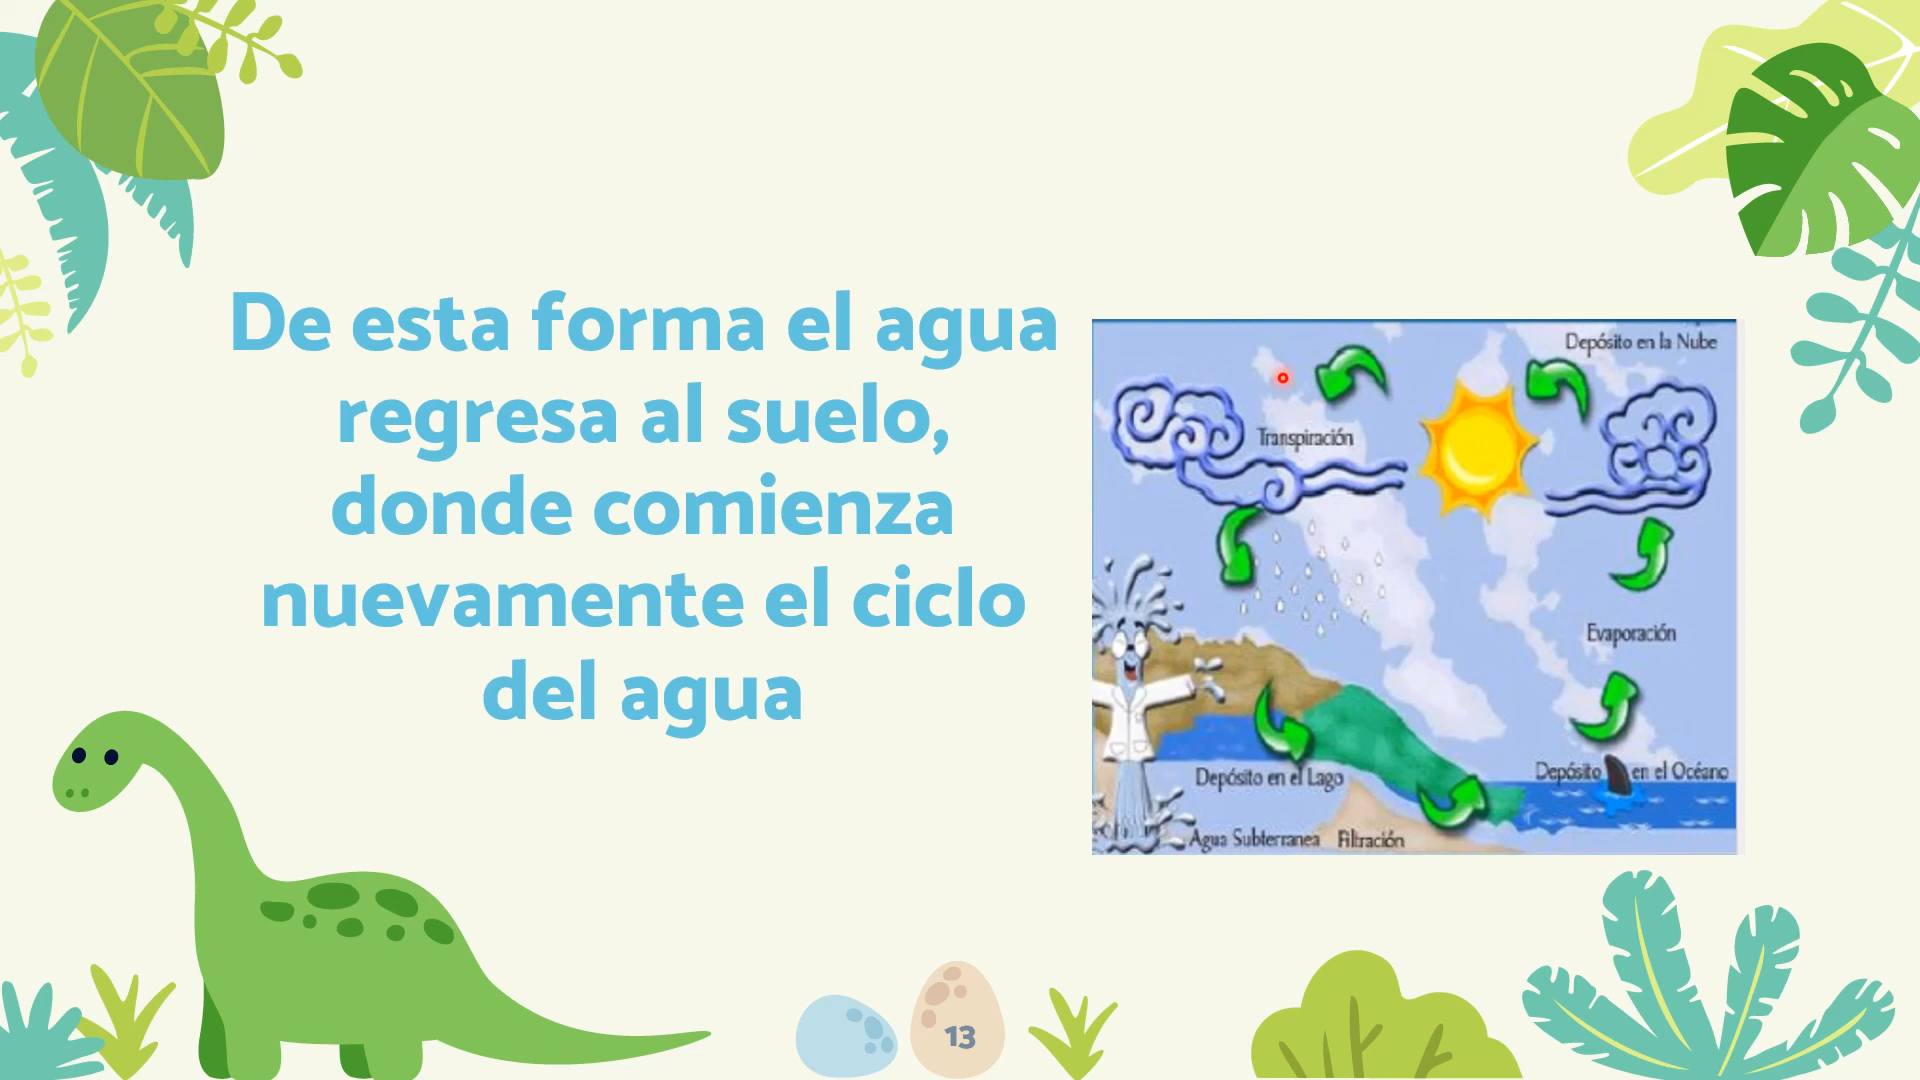 De esta forma el agua
regresa al suelo,
donde comienza
nuevamente el ciclo
del agua
Depósito en la Nube
Transpiración
Evaporación
Depósito en el Lago
Depósito en el Océano
Agua Subterranea
Filtración
13